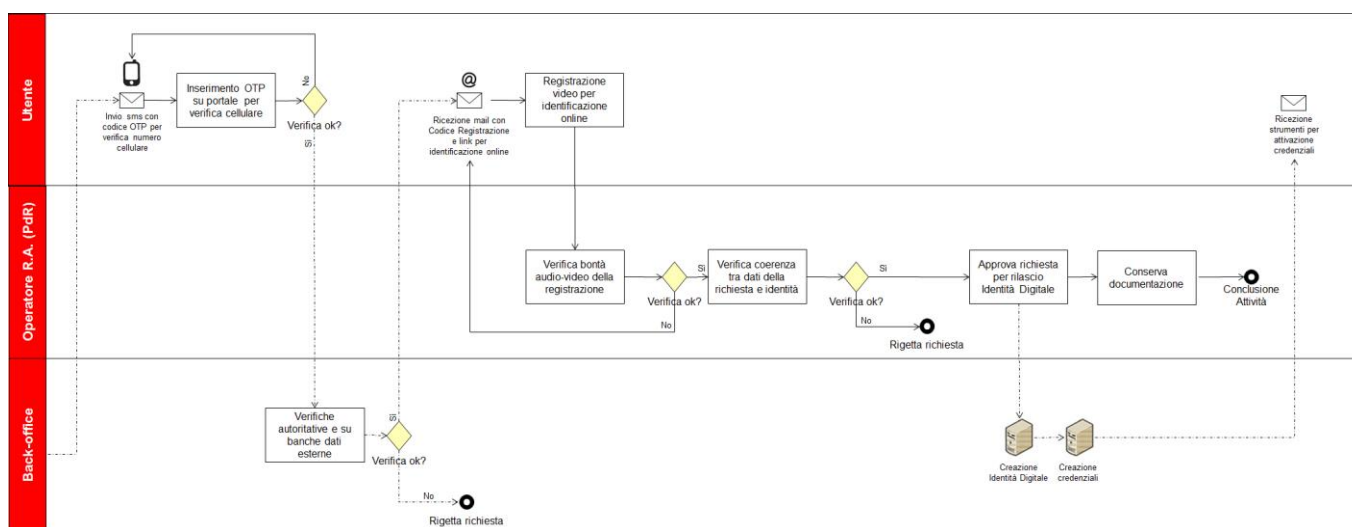 Utente
Invio sms con
codice OTP per
verifica numero
cellulare
Inserimento OTP
su portale per
verifica cellulare
No
Verifica ok?
Sì
@
Ricezione mail con
Codice Registrazione
e link per
identificazione online
Registrazione
video per
identificazione
online
Ricezione
strumenti per
attivazione
credenziali
Operatore R.A. (PdR)
Verifica bontà
audio-video della
registrazione
Sì
Verifica ok?
No
Verifica coerenza
tra dati della
richiesta e identità
Sì
Verifica ok?
No
Rigetta richiesta
Approva richiesta
per rilascio
Identità Digitale
Conserva
documentazione
Conclusione
Attività
Back-office
Verifiche
autoritative e su
banche dati
esterne
Sì
Verifica ok?
No
Rigetta richiesta
Creazione
Identità Digitale
Creazione
credenziali